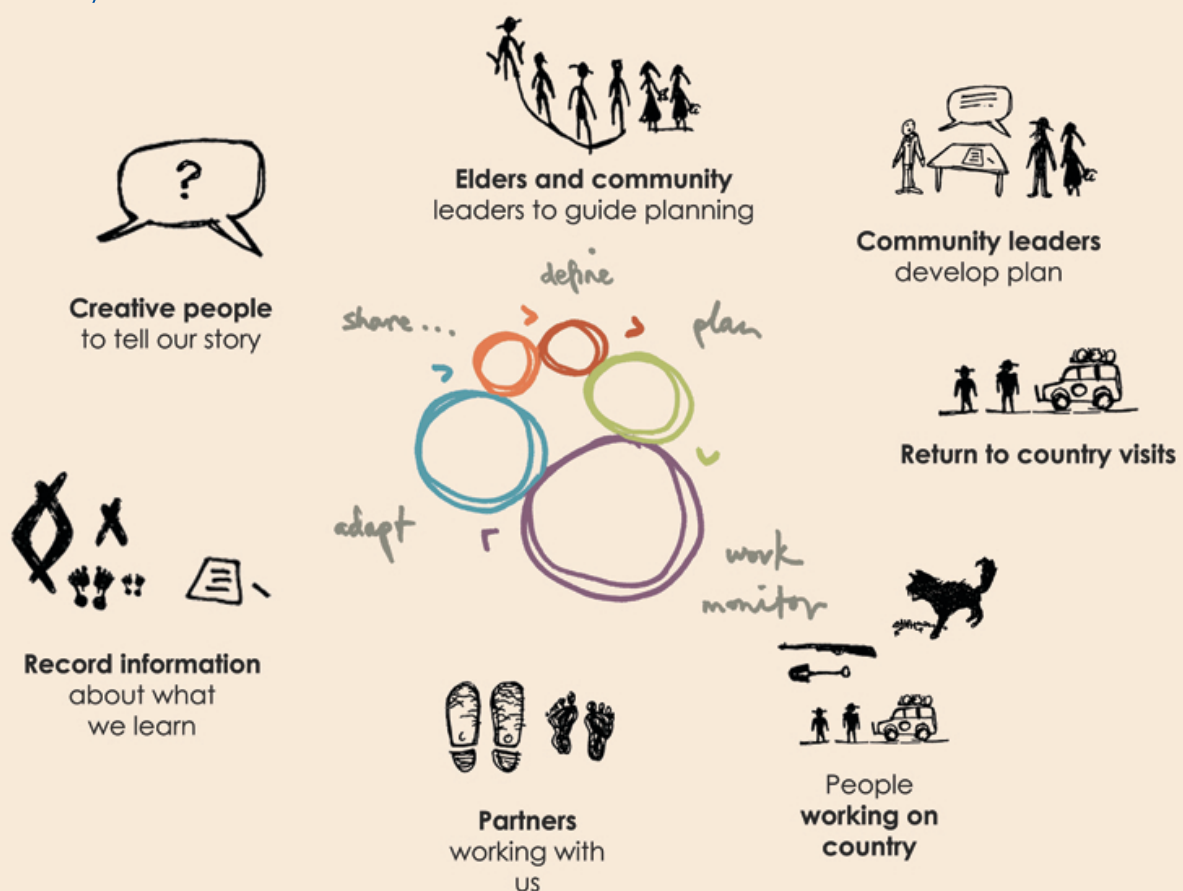 ?
Elders and community
leaders to guide planning
Community leaders
develop plan
Creative people
to tell our story
define
share...
plan
Return to country visits
adapt
work
monitor
Record information
about what
we learn
People
working on
country
Partners
working with
us